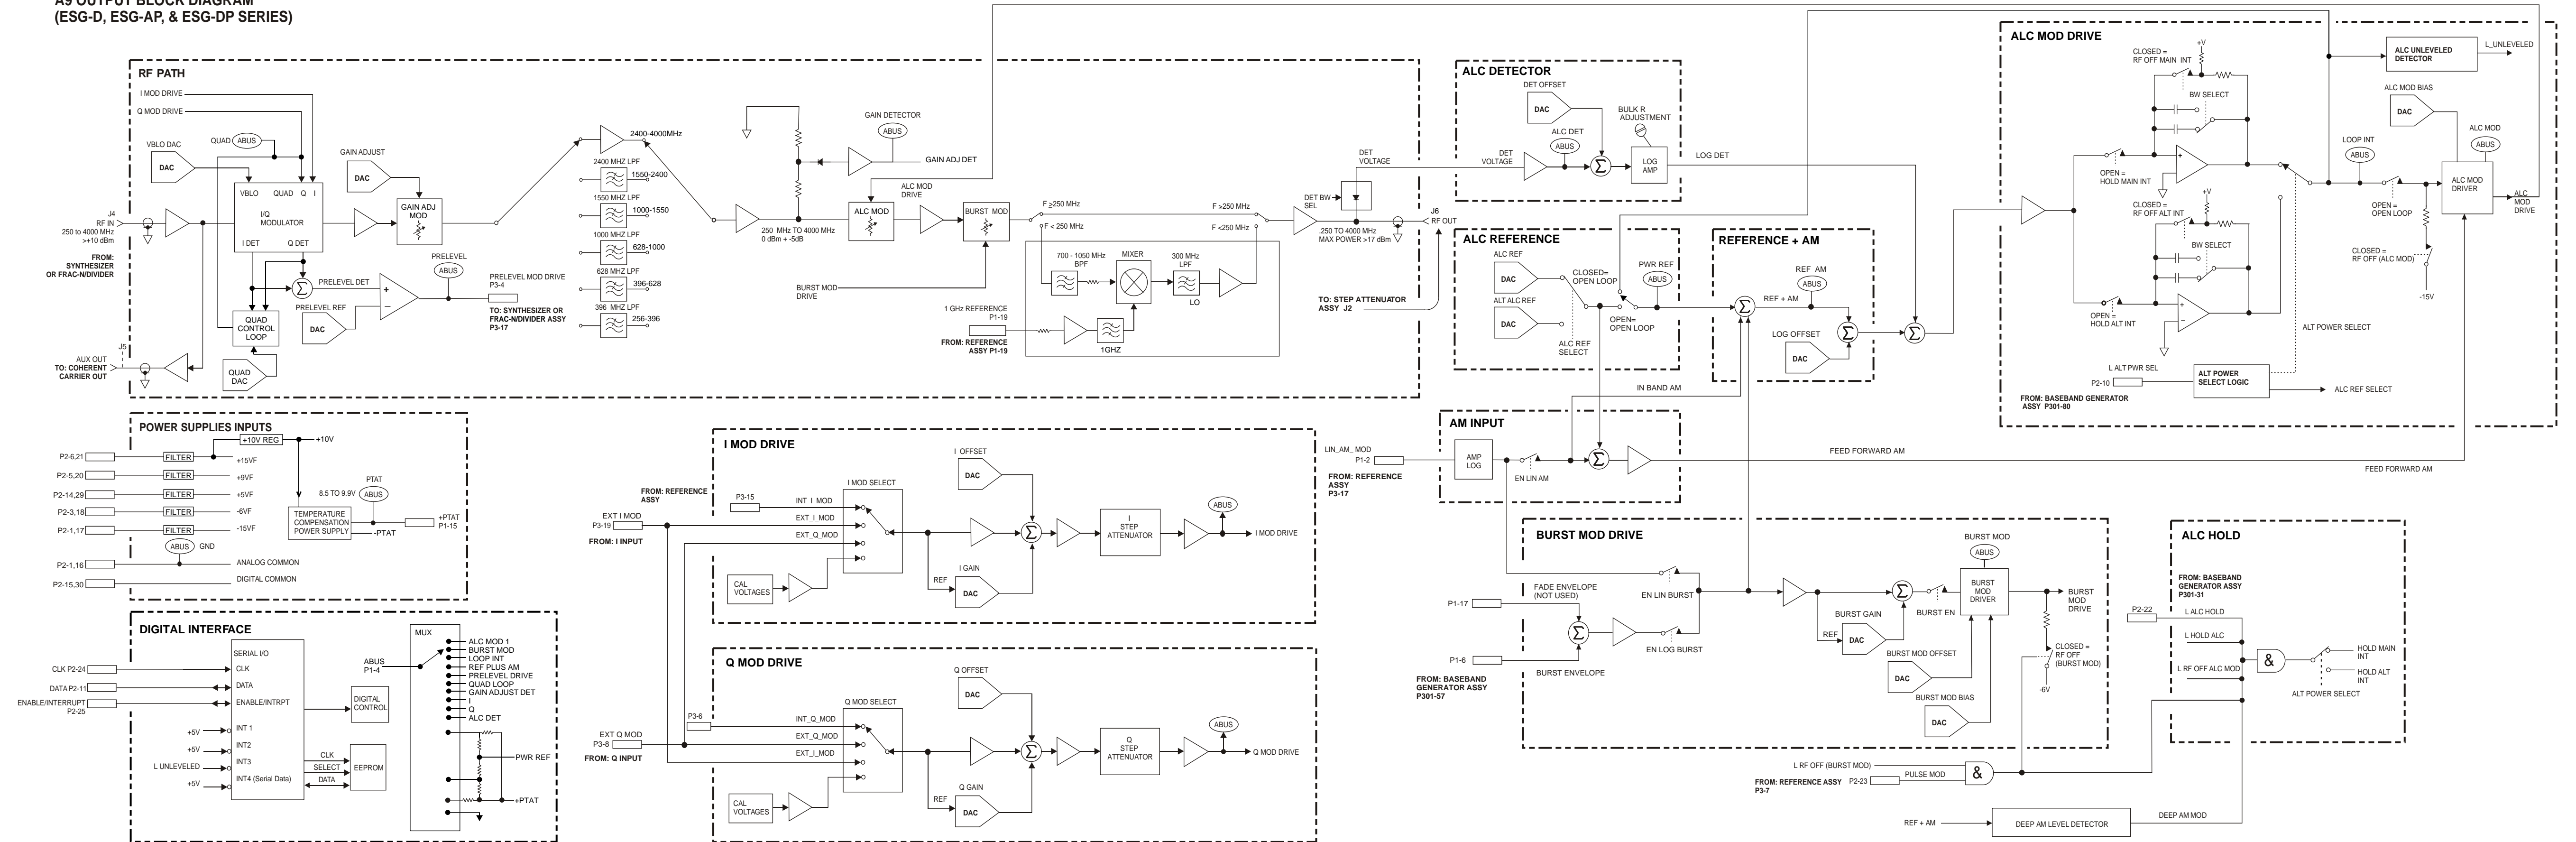 A9 OUTPUT BLOCK DIAGRAM
(ESG-D, ESG-AP, & ESG-DP SERIES)
RF PATH
I MOD DRIVE
Q MOD DRIVE
VBLO DAC
DAC
QUAD
ABUS
VBLO QUAD Q I
I/Q
MODULATOR
I DET Q DET
J4
RF IN
250 to 4000 MHz
>+10 dBm
FROM:
SYNTHESIZER
OR FRAC-N/DIVIDER
GAIN ADJUST
DAC
GAIN ADJ
MOD
PRELEVEL DET
Σ
PRELEVEL REF
DAC
+
−
PRELEVEL
ABUS
PRELEVEL MOD DRIVE
P3-4
TO: SYNTHESIZER OR
FRAC-N/DIVIDER ASSY
P3-17
QUAD
CONTROL
LOOP
QUAD
DAC
J5
AUX OUT
TO: COHERENT
CARRIER OUT
2400-4000MHz
2400 MHZ LPF
1550-2400
1550 MHZ LPF
1000-1550
1000 MHZ LPF
628-1000
628 MHZ LPF
396-628
396 MHZ LPF
256-396
GAIN DETECTOR
ABUS
GAIN ADJ DET
250 MHz TO 4000 MHz
0 dBm + -5dB
ALC MOD
DRIVE
ALC MOD
BURST MOD
BURST MOD
DRIVE
F ≥250 MHz
F < 250 MHz
F ≥250 MHz
F <250 MHz
700 - 1050 MHz
BPF
MIXER
300 MHz
LPF
LO
1 GHz REFERENCE
P1-19
FROM: REFERENCE
ASSY P1-19
1GHZ
DET
VOLTAGE
DET BW
SEL
.250 TO 4000 MHz
MAX POWER >17 dBm
J6
RF OUT
TO: STEP ATTENUATOR
ASSY J2
ALC DETECTOR
DET OFFSET
DAC
BULK R
ADJUSTMENT
ALC DET
ABUS
DET
VOLTAGE
Σ
LOG
AMP
LOG DET
ALC REFERENCE
ALC REF
DAC
ALT ALC REF
DAC
CLOSED=
OPEN LOOP
OPEN=
OPEN LOOP
ALC REF
SELECT
PWR REF
ABUS
REFERENCE + AM
REF AM
ABUS
Σ
REF + AM
LOG OFFSET
DAC
Σ
Σ
ALC MOD DRIVE
CLOSED =
RF OFF MAIN INT
+V
BW SELECT
OPEN =
HOLD MAIN INT
+
−
CLOSED =
RF OFF ALT INT
+V
BW SELECT
OPEN =
HOLD ALT INT
+
−
ALT POWER SELECT
L ALT PWR SEL
P2-10
ALT POWER
SELECT LOGIC
ALC REF SELECT
FROM: BASEBAND GENERATOR
ASSY P301-80
ALC UNLEVELED
DETECTOR
L_UNLEVELED
ALC MOD BIAS
DAC
LOOP INT
ABUS
ALC MOD
ABUS
ALC MOD
DRIVER
ALC
MOD
DRIVE
OPEN =
OPEN LOOP
CLOSED =
RF OFF (ALC MOD)
-15V
IN BAND AM
AM INPUT
LIN_AM_ MOD
P1-2
FROM: REFERENCE
ASSY
P3-17
AMP
LOG
EN LIN AM
Σ
FEED FORWARD AM
FEED FORWARD AM
POWER SUPPLIES INPUTS
+10V REG
+10V
P2-6,21
FILTER
+15VF
P2-5,20
FILTER
+9VF
P2-14,29
FILTER
+5VF
P2-3,18
FILTER
-6VF
P2-1,17
FILTER
-15VF
ABUS
GND
P2-1,16
ANALOG COMMON
P2-15,30
DIGITAL COMMON
8.5 TO 9.9V
PTAT
ABUS
TEMPERATURE
COMPENSATION
POWER SUPPLY
+PTAT
P1-15
-PTAT
DIGITAL INTERFACE
SERIAL I/O
CLK P2-24
CLK
DATA P2-11
DATA
ENABLE/INTERRUPT
P2-25
ENABLE/INTRPT
+5V
INT 1
+5V
INT2
L UNLEVELED
INT3
+5V
INT4 (Serial Data)
DIGITAL
CONTROL
CLK
SELECT
DATA
EEPROM
ABUS
P1-4
MUX
ALC MOD 1
BURST MOD
LOOP INT
REF PLUS AM
PRELEVEL DRIVE
QUAD LOOP
GAIN ADJUST DET
I
Q
ALC DET
PWR REF
+PTAT
I MOD DRIVE
FROM: REFERENCE
ASSY
P3-15
EXT I MOD
P3-19
FROM: I INPUT
INT_I_MOD
EXT_I_MOD
EXT_Q_MOD
I MOD SELECT
CAL
VOLTAGES
I OFFSET
DAC
Σ
REF
I GAIN
DAC
I
STEP
ATTENUATOR
ABUS
I MOD DRIVE
Q MOD DRIVE
P3-6
EXT Q MOD
P3-8
FROM: Q INPUT
INT_Q_MOD
EXT_Q_MOD
EXT_I_MOD
Q MOD SELECT
CAL
VOLTAGES
Q OFFSET
DAC
Σ
REF
Q GAIN
DAC
Q
STEP
ATTENUATOR
ABUS
Q MOD DRIVE
BURST MOD DRIVE
P1-17
FADE ENVELOPE
(NOT USED)
Σ
P1-6
BURST ENVELOPE
FROM: BASEBAND
GENERATOR ASSY
P301-57
EN LIN BURST
EN LOG BURST
BURST GAIN
REF
DAC
Σ
BURST EN
BURST MOD
ABUS
BURST
MOD
DRIVER
BURST MOD OFFSET
DAC
BURST MOD BIAS
DAC
BURST
MOD
DRIVE
CLOSED =
RF OFF
(BURST MOD)
-6V
ALC HOLD
FROM: BASEBAND
GENERATOR ASSY
P301-31
P2-22
L ALC HOLD
L HOLD ALC
L RF OFF ALC MOD
&
HOLD MAIN
INT
HOLD ALT
INT
ALT POWER SELECT
L RF OFF (BURST MOD)
FROM: REFERENCE ASSY
P3-7
P2-23
PULSE MOD
&
REF + AM
DEEP AM LEVEL DETECTOR
DEEP AM MOD